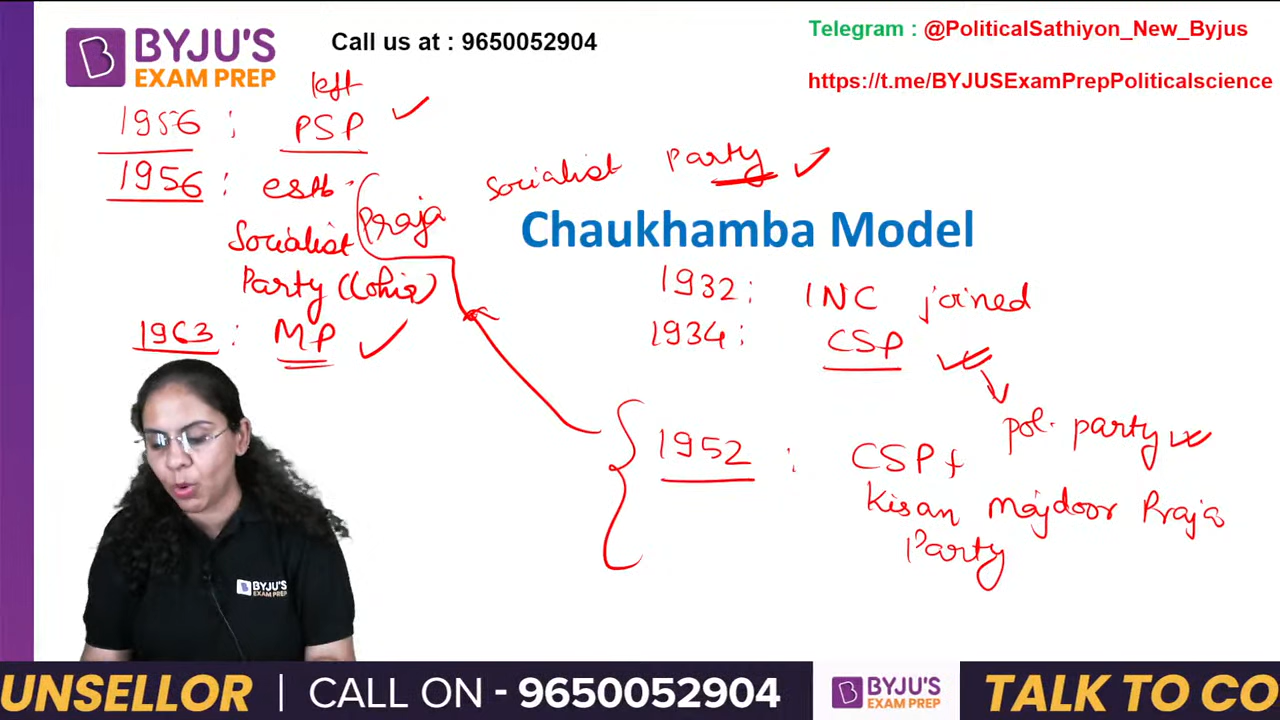 BYJU'S
EXAM PREP
Call us at : 9650052904
Telegram : @PoliticalSathiyon_New_Byjus
https://t.me/BYJUSExamPrepPoliticalscience
left
1956 : PSP
1956 : estb.
Praja Socialist Party
Socialist
Party (Lohia)
1963 : MP
Chaukhamba Model
1932: INC joined
1934: CSP
pol. party
1952 : CSP+
Kisan majdoor Praja
Party
BYJU'S
EXAM PREP
UNSELLOR | CALL ON - 9650052904
BYJU'S
EXAM PREP
TALK TO CO